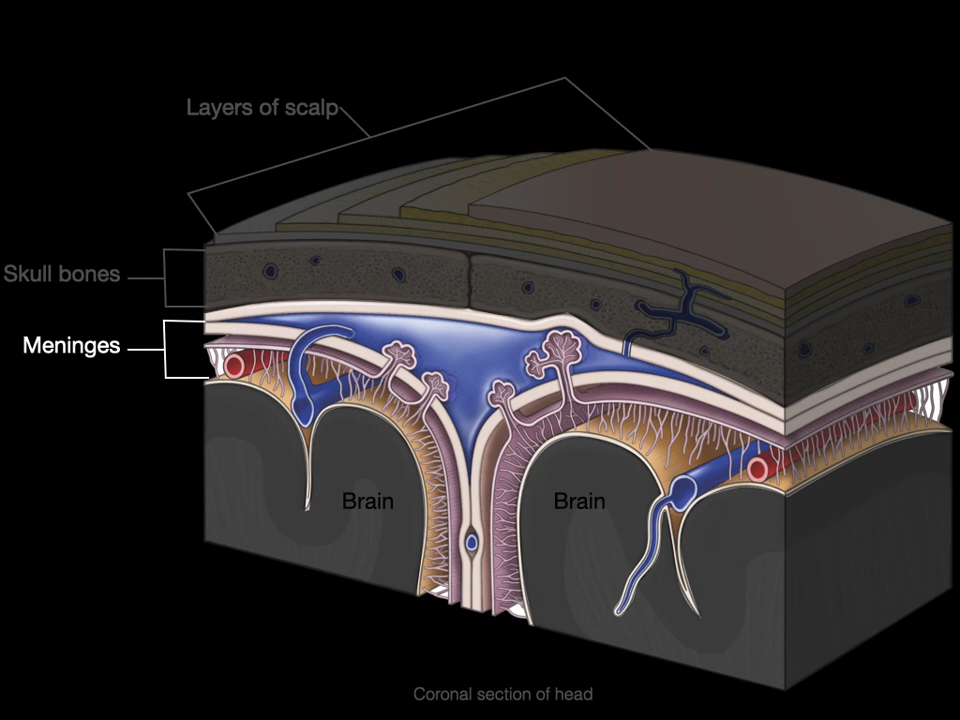 Layers of scalp
Skull bones
Meninges
Brain
Brain
Coronal section of head